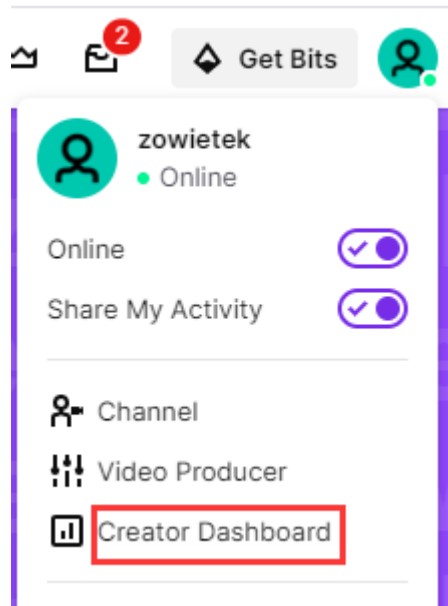 2
Get Bits
zowietek
Online
Online
Share My Activity
Channel
Video Producer
Creator Dashboard